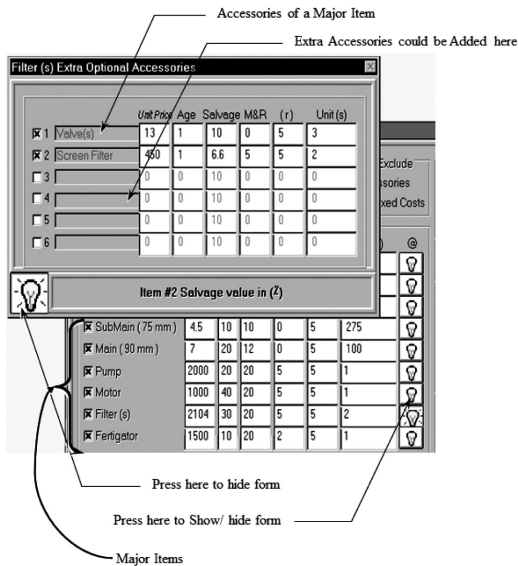 Accessories of a Major Item
Extra Accessories could be Added here
Filter (s) Extra Optional Accessories
Unit Price Age Salvage M&R (r) Unit (s)
1 Valve(s) 13 1 10 0 5 3
2 Screen Filter 450 1 6.6 5 5 2
3 0 0 10 0 0 0
4 0 0 10 0 0 0
5 0 0 10 0 0 0
6 0 0 10 0 0 0
Exclude
ssories
xed Costs
) @
Item #2 Salvage value in (%)
SubMain (75 mm) 4.5 10 10 0 5 275
Main (90 mm) 7 20 12 0 5 100
Pump 2000 20 20 5 5 1
Motor 1000 40 20 5 5 1
Filter (s) 2104 30 20 5 5 2
Fertigator 1500 10 20 2 5 1
Press here to hide form
Press here to Show/ hide form
Major Items